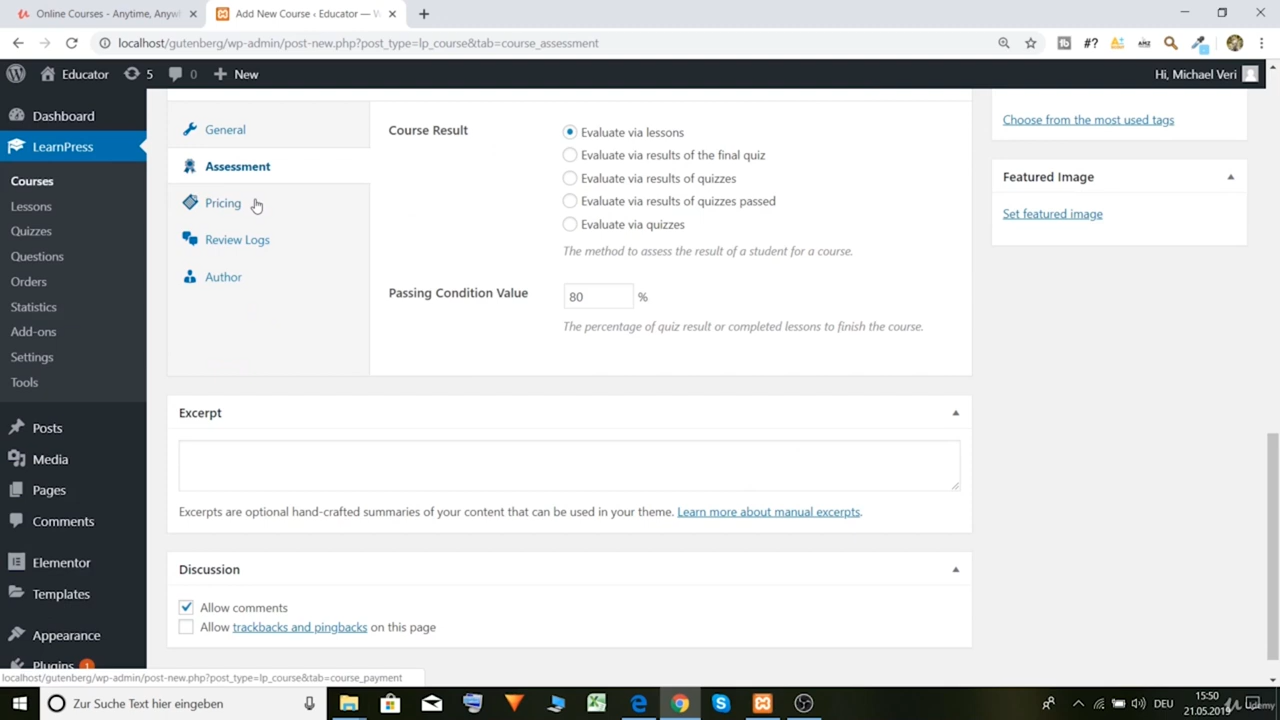 Online Courses - Anytime, Anywh
Add New Course ‹ Educator — W
localhost/gutenberg/wp-admin/post-new.php?post_type=lp_course&tab=course_assessment
Educator
5
0
New
Hi, Michael Veri
Dashboard
LearnPress
Courses
Lessons
Quizzes
Questions
Orders
Statistics
Add-ons
Settings
Tools
Posts
Media
Pages
Comments
Elementor
Templates
Appearance
Plugins 1
General
Assessment
Pricing
Review Logs
Author
Course Result
Evaluate via lessons
Evaluate via results of the final quiz
Evaluate via results of quizzes
Evaluate via results of quizzes passed
Evaluate via quizzes
The method to assess the result of a student for a course.
Passing Condition Value
80 %
The percentage of quiz result or completed lessons to finish the course.
Excerpt
Excerpts are optional hand-crafted summaries of your content that can be used in your theme. Learn more about manual excerpts.
Discussion
Allow comments
Allow trackbacks and pingbacks on this page
Choose from the most used tags
Featured Image
Set featured image
localhost/gutenberg/wp-admin/post-new.php?post_type=lp_course&tab=course_payment
Zur Suche Text hier eingeben
DEU
15:50
21.05.2019
Udemy